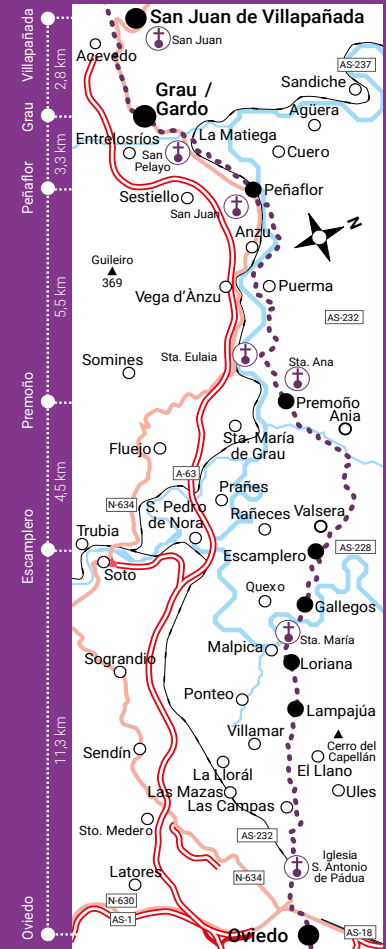 Villapañada
2,8 km
Grau
3,3 km
Peñaflor
5,5 km
Premoño
4,5 km
Escamplero
11,3 km
Oviedo
San Juan de Villapañada
San Juan
Acevedo
AS-237
Sandiche
Grau /
Gardo
Agüera
La Matiega
Entrelosríos
San
Pelayo
Cuero
Peñaflor
Sestiello
San Juan
N
Anzu
Guileiro
369
Vega d'Ànzu
Puerma
AS-232
Sta. Eulaia
Sta. Ana
Somines
Premoño
Ania
Sta. María
de Grau
Fluejo
A-63
Prañes
N-634
S. Pedro
de Nora
Rañeces
Valsera
Trubia
Escamplero
AS-228
Soto
Quexo
Gallegos
Sta. María
Malpica
Loriana
Sograndio
Ponteo
Lampajúa
Villamar
Cerro del
Capellán
Sendín
El Llano
La Lloral
Las Mazas
Ules
Las Campas
Sto. Medero
AS-232
Iglesia
S. Antonio
de Pádua
Latores
N-634
N-630
AS-1
Oviedo
AS-18